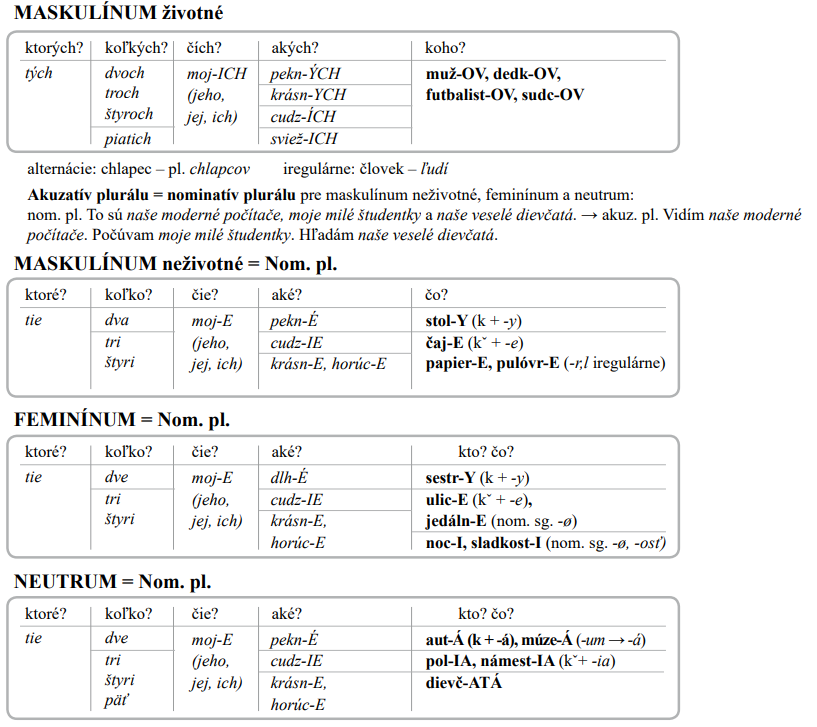 MASKULÍNUM životné
ktorých? koľkých? čích? akých? koho?
tých dvoch moj-ICH pekn-ÝCH muž-OV, dedk-OV,
troch (jeho, krásn-YCH futbalist-OV, sudc-OV
štyroch jej, ich) cudz-ÍCH
piatich sviež-ICH
alternácie: chlapec – pl. chlapcov iregulárne: človek – ľudí
Akuzatív plurálu = nominatív plurálu pre maskulínum neživotné, feminínum a neutrum:
nom. pl. To sú naše moderné počítače, moje milé študentky a naše veselé dievčatá. → akuz. pl. Vidím naše moderné
počítače. Počúvam moje milé študentky. Hľadám naše veselé dievčatá.
MASKULÍNUM neživotné = Nom. pl.
ktoré? koľko? čie? aké? čo?
tie dva moj-E pekn-É stol-Y (k + -y)
tri (jeho, cudz-IE čaj-E (kˇ + -e)
štyri jej, ich) krásn-E, horúc-E papier-E, pulóvr-E (-r,l iregulárne)
FEMINÍNUM = Nom. pl.
ktoré? koľko? čie? aké? kto? čo?
tie dve moj-E dlh-É sestr-Y (k + -y)
tri (jeho, cudz-IE ulic-E (kˇ + -e),
štyri jej, ich) krásn-E, jedáln-E (nom. sg. -ø)
horúc-E noc-I, sladkost-I (nom. sg. -ø, -osť)
NEUTRUM = Nom. pl.
ktoré? koľko? čie? aké? kto? čo?
tie dve moj-E pekn-É aut-Á (k + -á), múze-Á (-um → -á)
tri (jeho, cudz-IE pol-IA, námest-IA (kˇ+ -ia)
štyri jej, ich) krásn-E, dievč-ATÁ
päť horúc-E